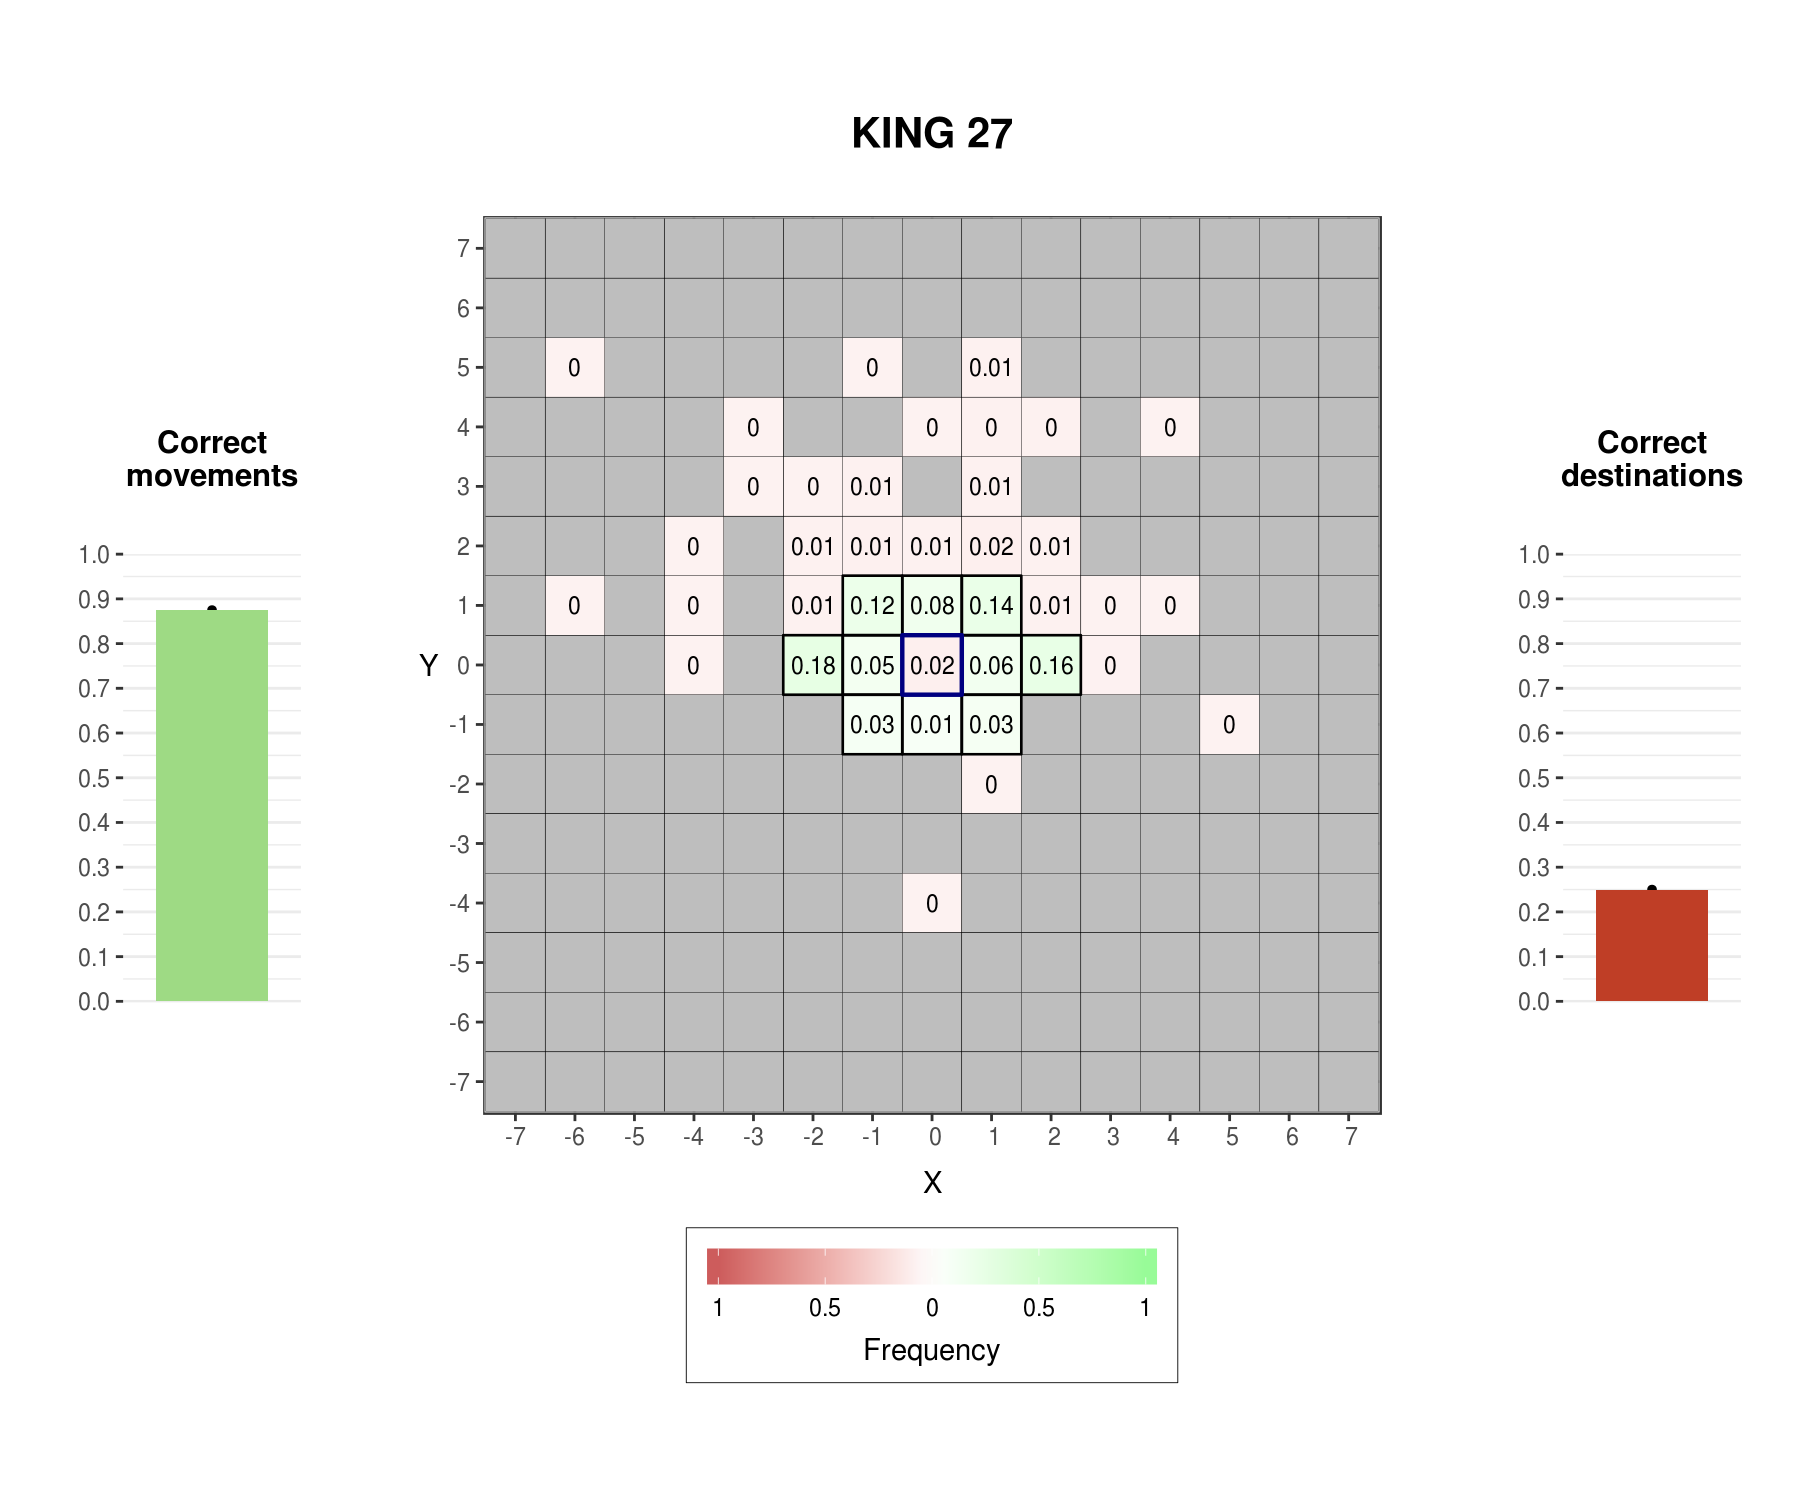 KING 27
Correct
movements
1.0
0.9
0.8
0.7
0.6
0.5
0.4
0.3
0.2
0.1
0.0
Y
7
6
5 0 0 0.01
4 0 0 0 0 0
3 0 0 0.01 0.01
2 0 0.01 0.01 0.01 0.02 0.01
1 0 0 0.01 0.12 0.08 0.14 0.01 0 0
0 0 0.18 0.05 0.02 0.06 0.16 0
-1 0.03 0.01 0.03 0
-2 0
-3
-4 0
-5
-6
-7
-7 -6 -5 -4 -3 -2 -1 0 1 2 3 4 5 6 7
X
1 0.5 0 0.5 1
Frequency
Correct
destinations
1.0
0.9
0.8
0.7
0.6
0.5
0.4
0.3
0.2
0.1
0.0